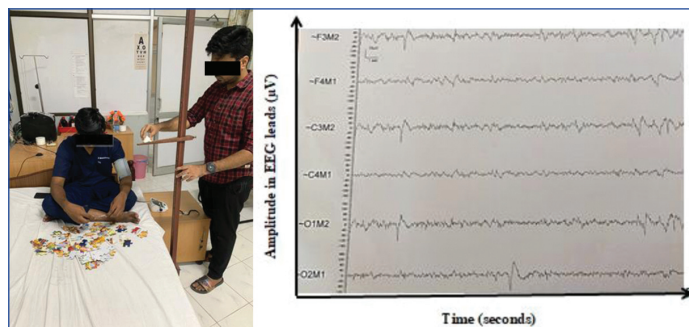 A
Amplitude in EEG leads (µV)
~F3M2
~F4M1
~C3M2
~C4M1
~O1M2
~O2M1
Time (seconds)